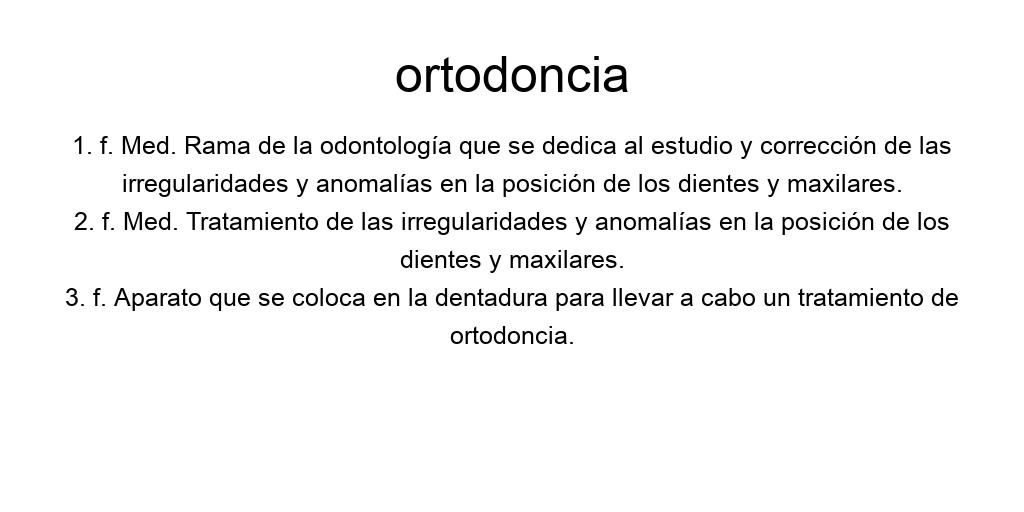 ortodoncia
1. f. Med. Rama de la odontología que se dedica al estudio y corrección de las
irregularidades y anomalías en la posición de los dientes y maxilares.
2. f. Med. Tratamiento de las irregularidades y anomalías en la posición de los
dientes y maxilares.
3. f. Aparato que se coloca en la dentadura para llevar a cabo un tratamiento de
ortodoncia.